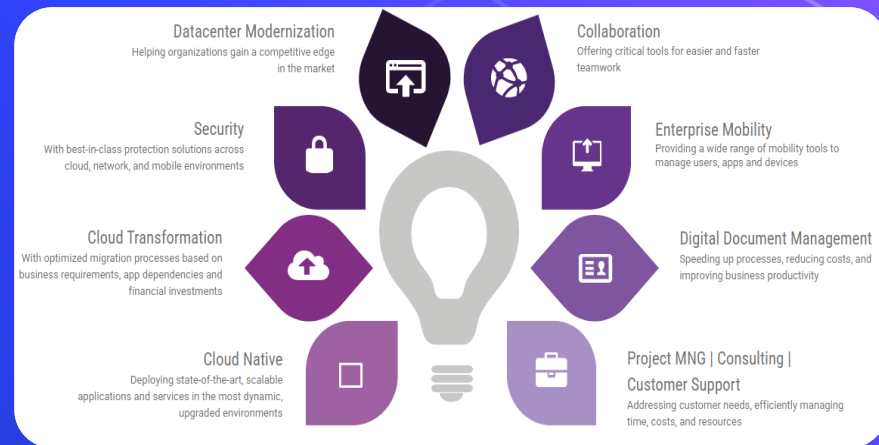 Datacenter Modernization
Helping organizations gain a competitive edge
in the market
Collaboration
Offering critical tools for easier and faster
teamwork
Security
With best-in-class protection solutions across
cloud, network, and mobile environments
Enterprise Mobility
Providing a wide range of mobility tools to
manage users, apps and devices
Cloud Transformation
With optimized migration processes based on
business requirements, app dependencies and
financial investments
Digital Document Management
Speeding up processes, reducing costs, and
improving business productivity
Cloud Native
Deploying state-of-the-art, scalable
applications and services in the most dynamic,
upgraded environments
Project MNG | Consulting |
Customer Support
Addressing customer needs, efficiently managing
time, costs, and resources